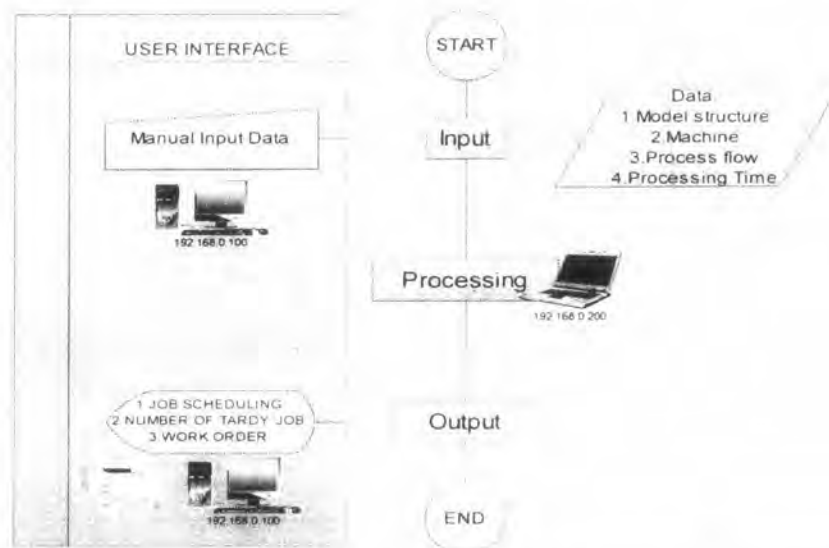 USER INTERFACE
START
Manual Input Data
Input
Data
1 Model structure
2.Machine
3.Process flow
4.Processing Time
192.168.0.100
Processing
192 168 0 200
1 JOB SCHEDULING
2 NUMBER OF TARDY JOB
3 WORK ORDER
Output
192.168.0.100
END